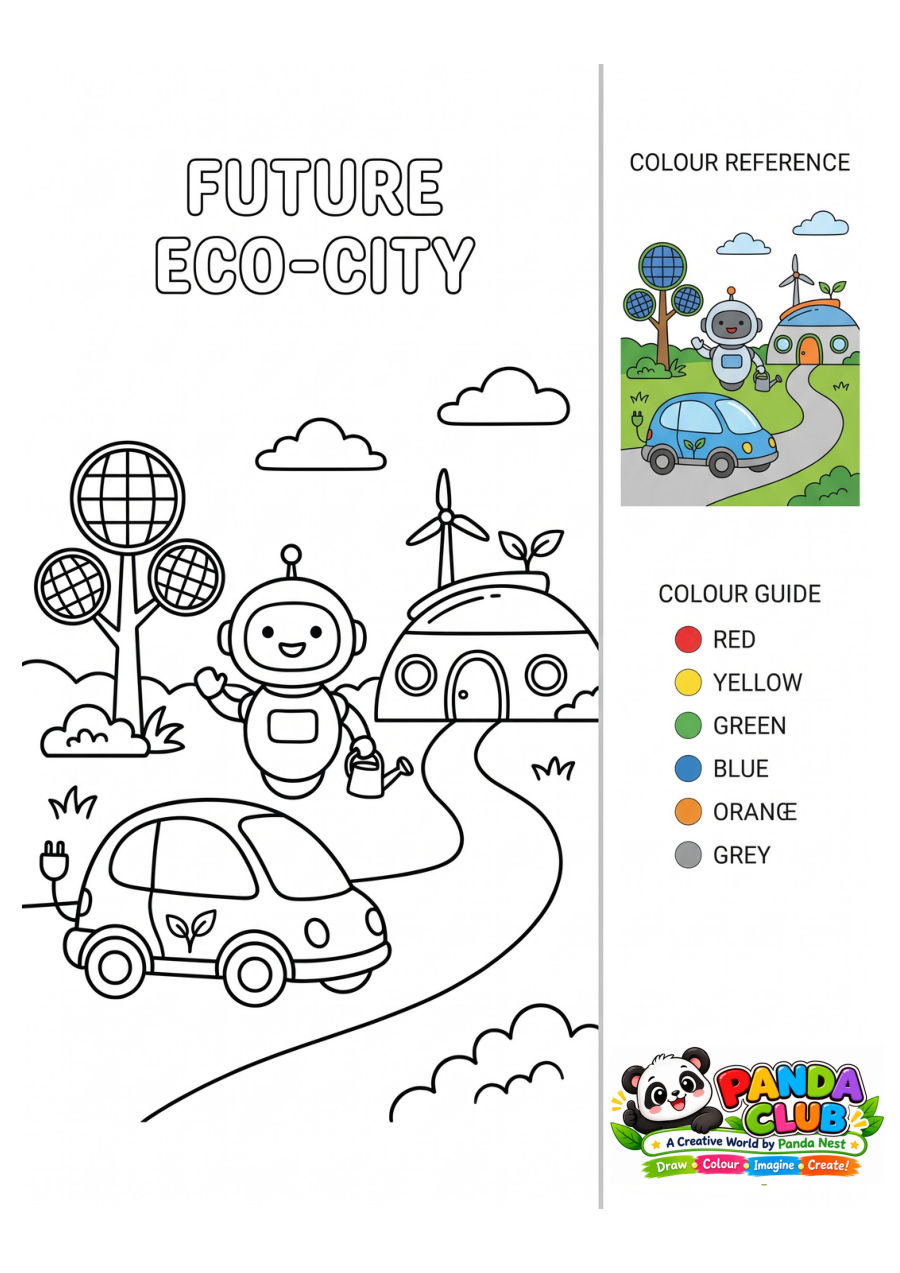 FUTURE
ECO-CITY
COLOUR REFERENCE
COLOUR GUIDE
RED
YELLOW
GREEN
BLUE
ORANŒ
GREY
PANDA
CLUB
A Creative World by Panda Nest
Draw • Colour • Imagine • Create!